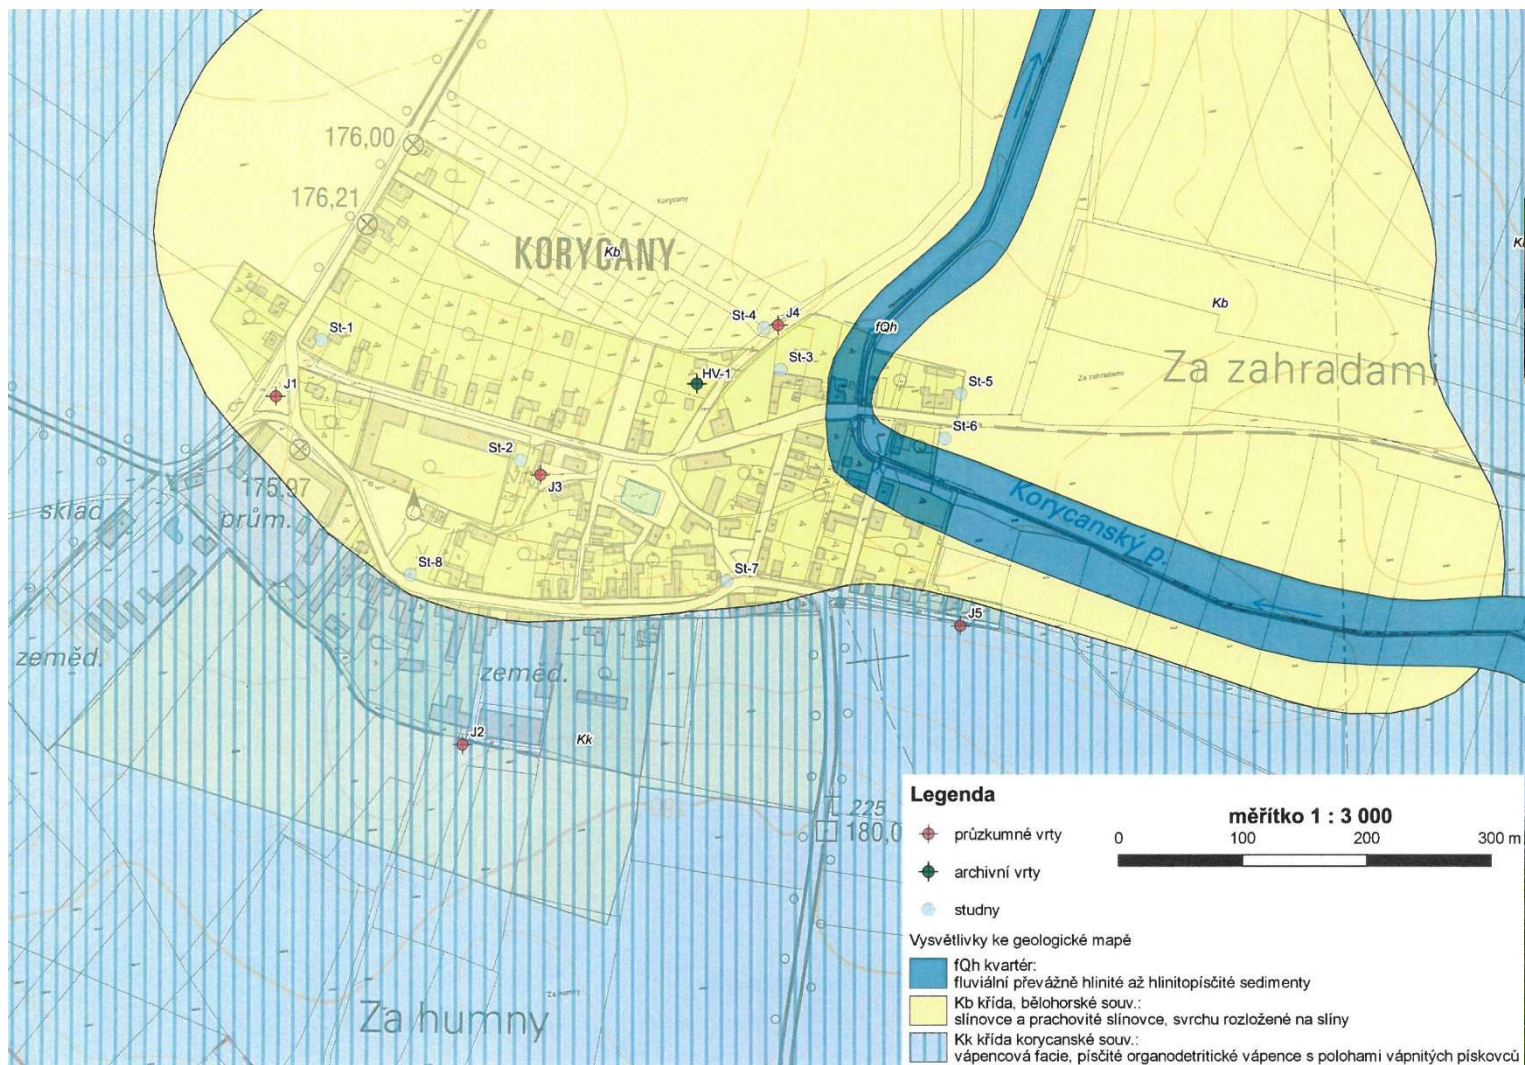 176,00
176,21
Korycany
KORYCANY
Kb
Kb
St-4
J4
St-1
fQh
St-3
J1
HV-1
Za zahradami
Za zahradami
St-5
St-6
St-2
J3
175,97
sklad
prům.
Korycanský p.
St-8
St-7
J5
zeměd.
zeměd.
J2
Kk
225
180,0
Za humny
Za humny
Legenda
průzkumné vrty
archivní vrty
studny
měřítko 1 : 3 000
0 100 200 300 m
Vysvětlivky ke geologické mapě
fQh kvartér:
fluviální převážně hlinité až hlinitopísčité sedimenty
Kb křída, bělohorské souv.:
slínovce a prachovité slínovce, svrchu rozložené na slíny
Kk křída korycanské souv.:
vápencová facie, písčité organodetritické vápence s polohami vápnitých pískovců